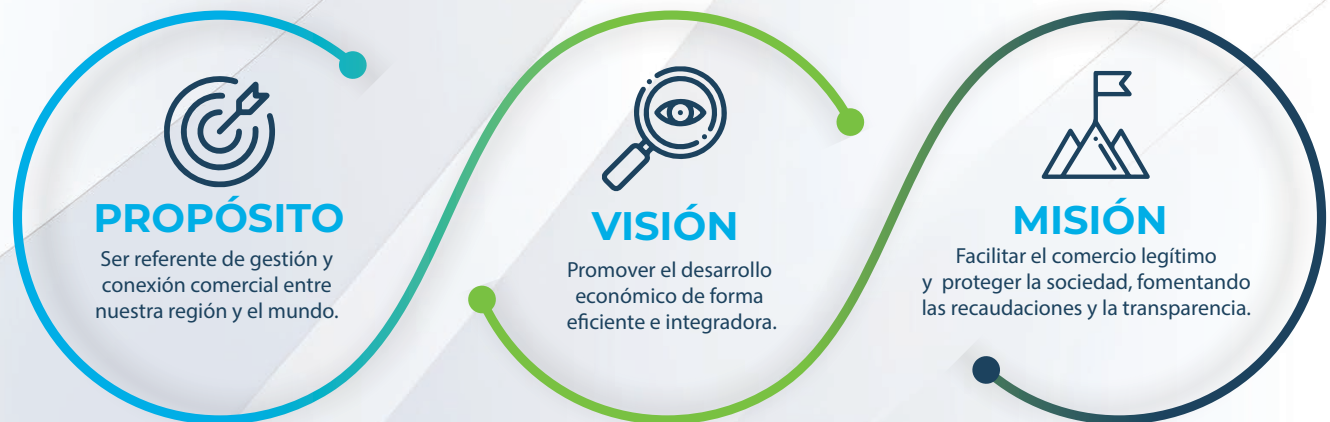 PROPÓSITO
Ser referente de gestión y
conexión comercial entre
nuestra región y el mundo.
VISIÓN
Promover el desarrollo
económico de forma
eficiente e integradora.
MISIÓN
Facilitar el comercio legítimo
y proteger la sociedad, fomentando
las recaudaciones y la transparencia.